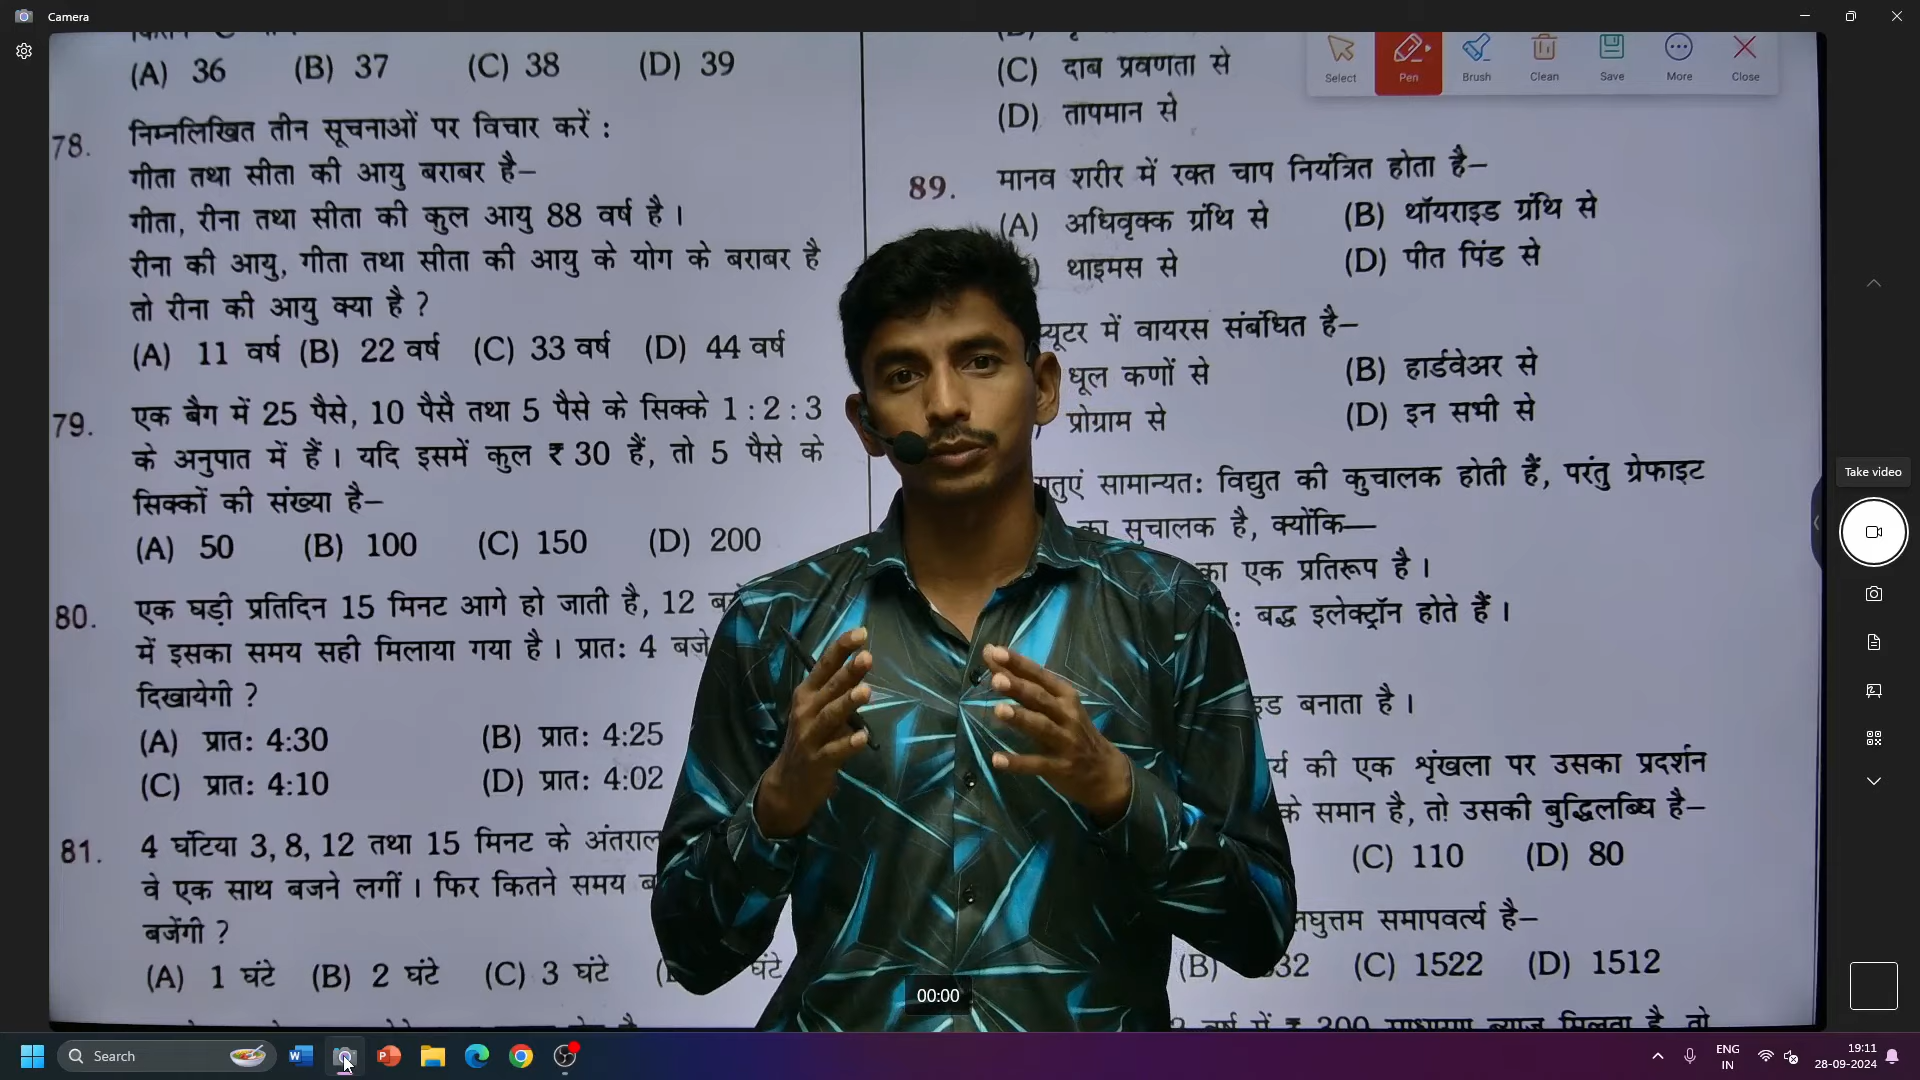 Camera
(A) 36 (B) 37 (C) 38 (D) 39
78. निम्नलिखित तीन सूचनाओं पर विचार करें :
गीता तथा सीता की आयु बराबर है–
गीता, रीना तथा सीता की कुल आयु 88 वर्ष है।
रीना की आयु, गीता तथा सीता की आयु के योग के बराबर है
तो रीना की आयु क्या है ?
(A) 11 वर्ष (B) 22 वर्ष (C) 33 वर्ष (D) 44 वर्ष
79. एक बैग में 25 पैसे, 10 पैसै तथा 5 पैसे के सिक्के 1 : 2 : 3
के अनुपात में हैं। यदि इसमें कुल ₹ 30 हैं, तो 5 पैसे के
सिक्कों की संख्या है–
(A) 50 (B) 100 (C) 150 (D) 200
80. एक घड़ी प्रतिदिन 15 मिनट आगे हो जाती है, 12
में इसका समय सही मिलाया गया है। प्रात: 4 बजे
दिखायेगी ?
(A) प्रात: 4:30 (B) प्रात: 4:25
(C) प्रात: 4:10 (D) प्रात: 4:02
81. 4 घंटिया 3, 8, 12 तथा 15 मिनट के अंतराल
वे एक साथ बजने लगीं। फिर कितने समय
बजेंगी ?
(A) 1 घंटे (B) 2 घंटे (C) 3 घंटे घंटे
(C) दाब प्रवणता से
(D) तापमान से
89. मानव शरीर में रक्त चाप नियंत्रित होता है–
(A) अधिवृक्क ग्रंथि से (B) थॉयराइड ग्रंथि से
थाइमस से (D) पीत पिंड से
में वायरस संबंधित है–
धूल कणों से (B) हार्डवेअर से
प्रोग्राम से (D) इन सभी से
सामान्यत: विद्युत की कुचालक होती हैं, परंतु ग्रेफाइट
का सुचालक है, क्योंकि—
का एक प्रतिरूप है।
बद्ध इलेक्ट्रॉन होते हैं।
बनाता है।
की एक शृंखला पर उसका प्रदर्शन
के समान है, तो! उसकी बुद्धिलब्धि है–
(C) 110 (D) 80
समापवर्त्य है–
(B) (C) 1522 (D) 1512
Select Pen Brush Clean Save More Close
Take video
00:00
Search
ENG
IN
19:11
28-09-2024